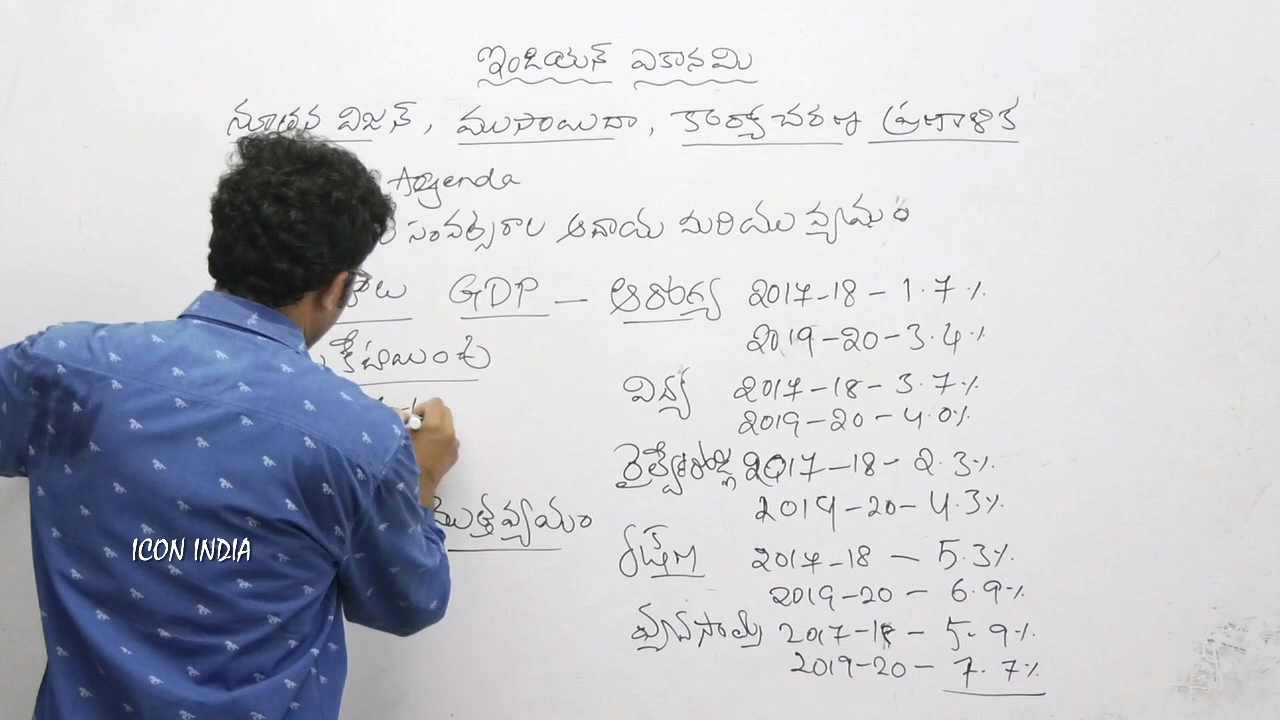 ఇండియన్ ఎకానమి
నూతన విజన్, ముసాయిదా, కార్యాచరణ ప్రణాళిక
Agenda
సంవత్సరాల ఆదాయ మరియు వ్యయం
GDP - ఆరోగ్య 2017-18 - 1.7%
2019-20 - 3.4%
విద్య 2017-18 - 3.7%
2019-20 - 4.0%
రైల్వే, రోడ్లు 2017-18 - 2.3%
2019-20 - 4.3%
మొత్తవ్యయం
రక్షణ 2017-18 - 5.3%
2019-20 - 6.9%
వ్యవసాయ 2017-18 - 5.9%
2019-20 - 7.7%
ICON INDIA